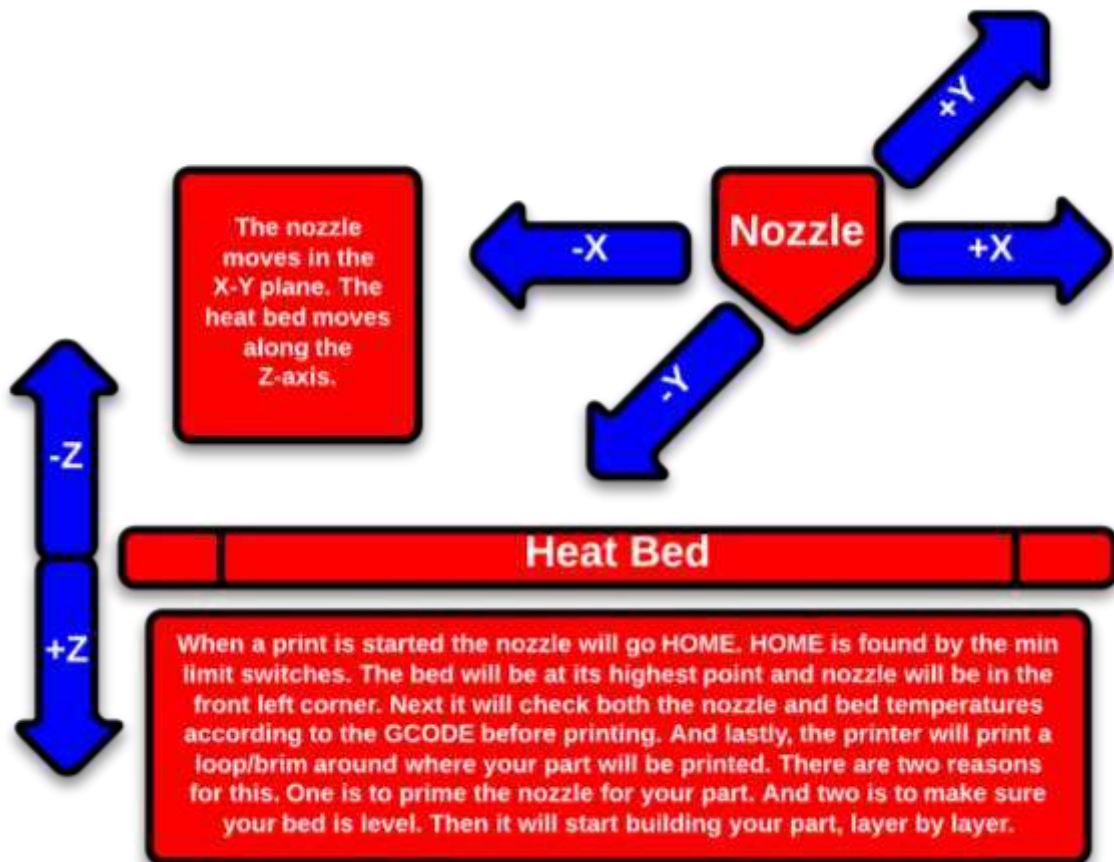 +Y
The nozzle
moves in the
X-Y plane. The
heat bed moves
along the
Z-axis.
-X
Nozzle
+X
-Y
-Z
+Z
Heat Bed
When a print is started the nozzle will go HOME. HOME is found by the min
limit switches. The bed will be at its highest point and nozzle will be in the
front left corner. Next it will check both the nozzle and bed temperatures
according to the GCODE before printing. And lastly, the printer will print a
loop/brim around where your part will be printed. There are two reasons
for this. One is to prime the nozzle for your part. And two is to make sure
your bed is level. Then it will start building your part, layer by layer.